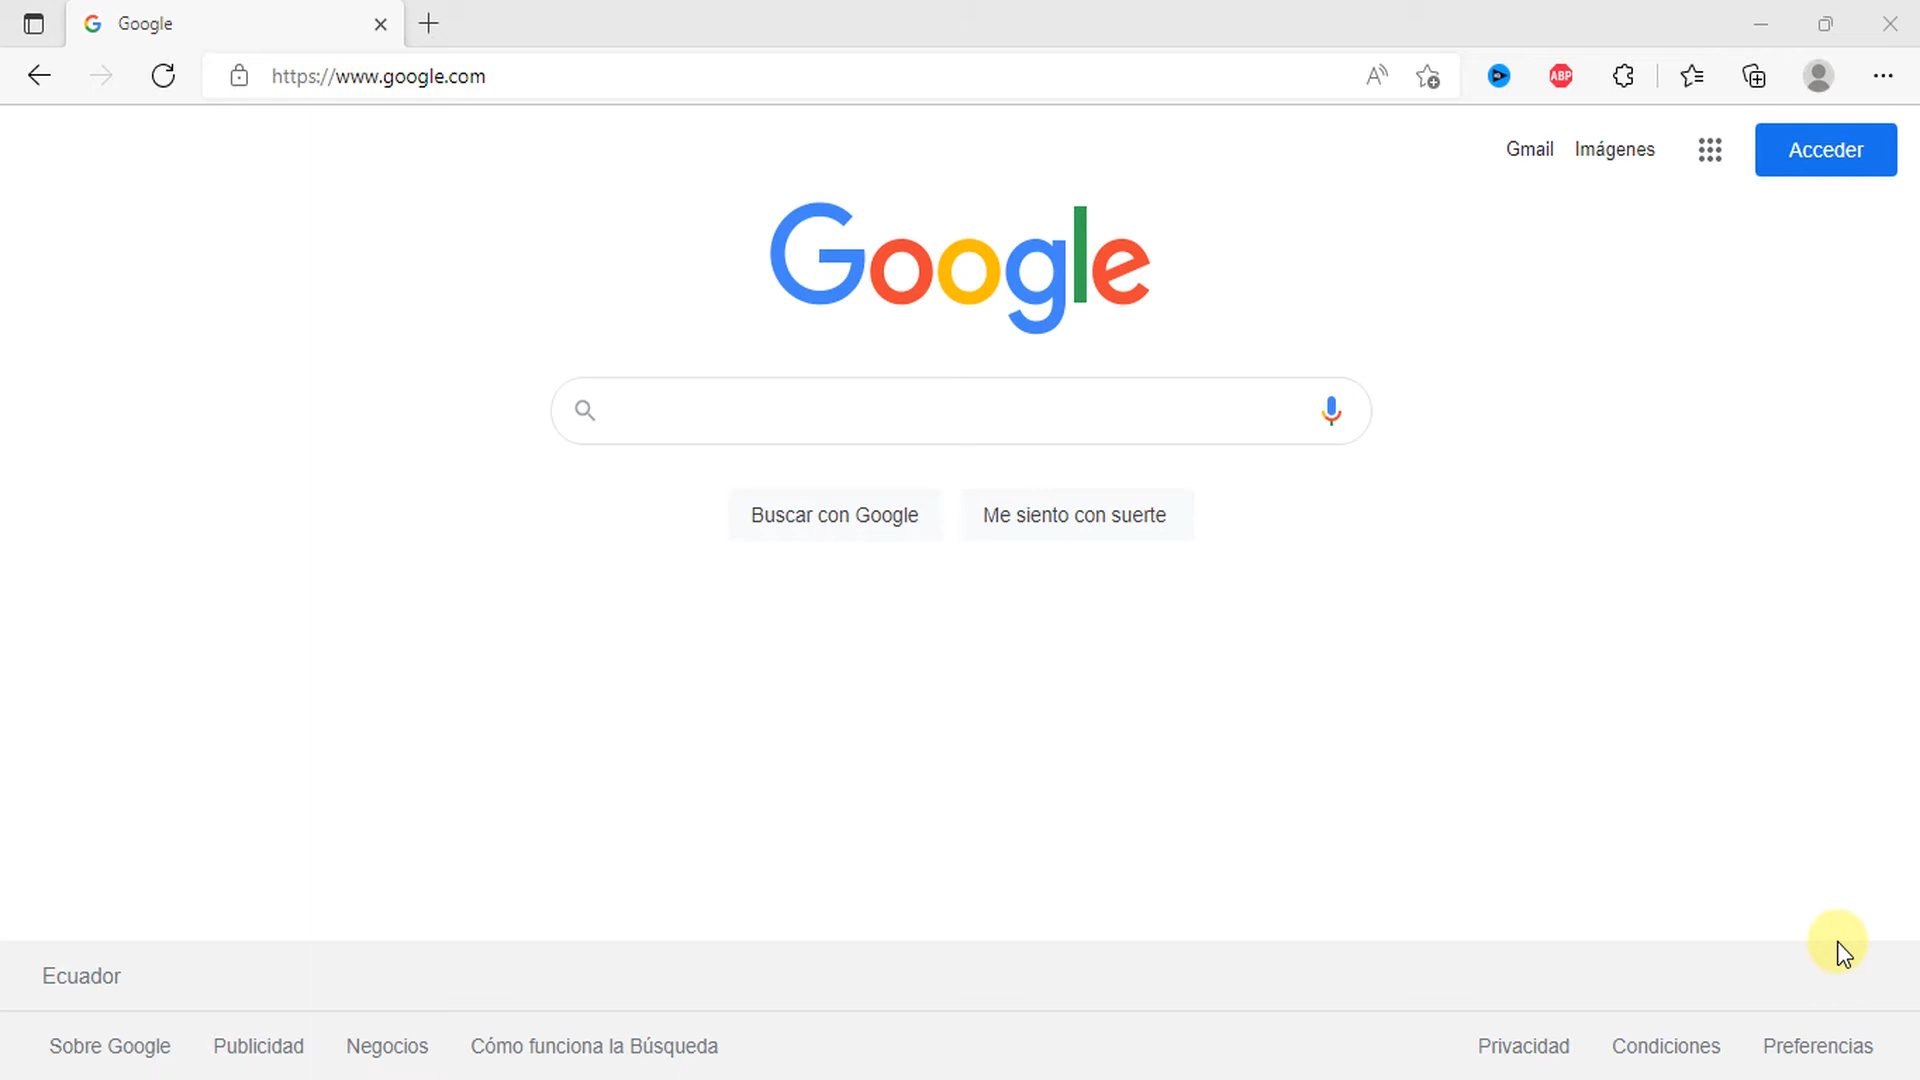 Google
https://www.google.com
ABP
Gmail Imágenes Acceder
Google
Buscar con Google Me siento con suerte
Ecuador
Sobre Google Publicidad Negocios Cómo funciona la Búsqueda Privacidad Condiciones Preferencias